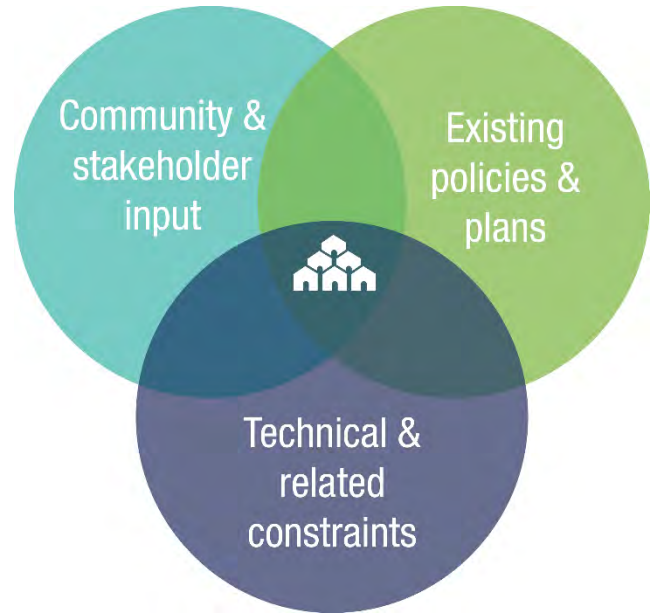 Community &
stakeholder
input
Existing
policies &
plans
Technical &
related
constraints